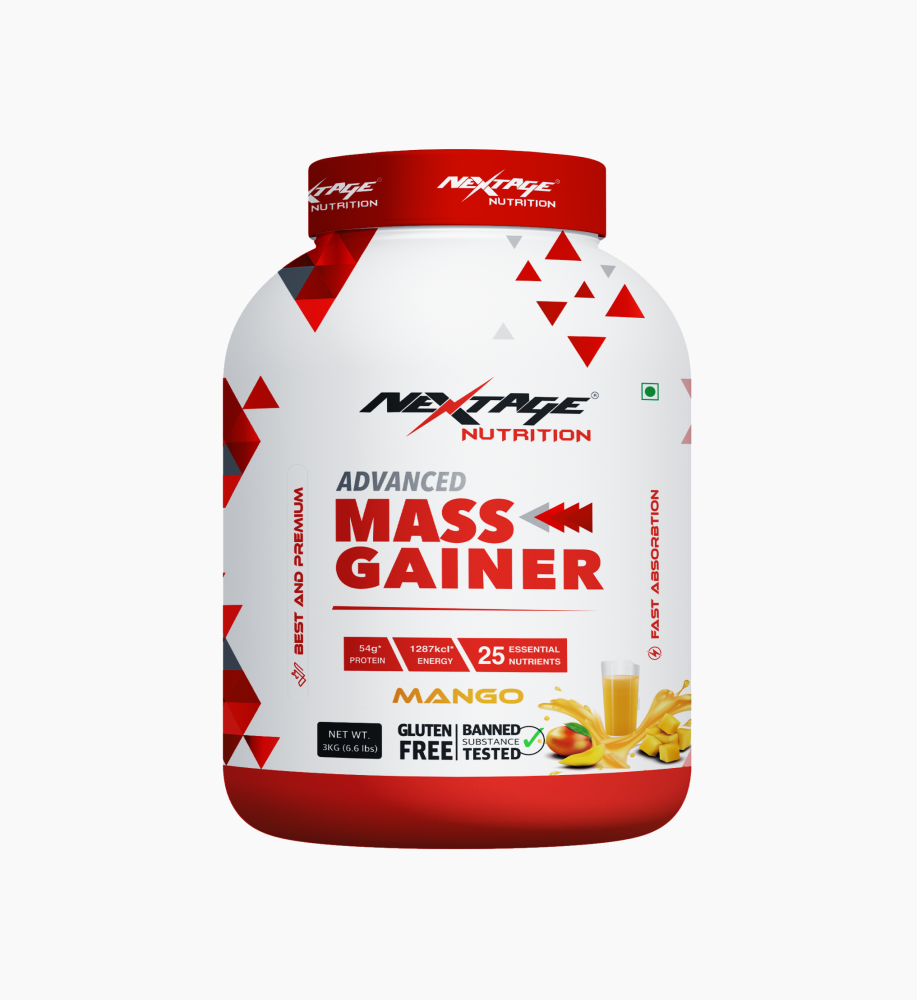 NEXTAGE
NUTRITION
NEXTAGE®
NUTRITION
NEXTAGE®
NUTRITION
ADVANCED
MASS
GAINER
BEST AND PREMIUM
FAST ABSORBTION
54g*
PROTEIN
1287kcl*
ENERGY
25 ESSENTIAL
NUTRIENTS
MANGO
NET WT.
3KG (6.6 lbs)
GLUTEN
FREE
BANNED
SUBSTANCE
TESTED